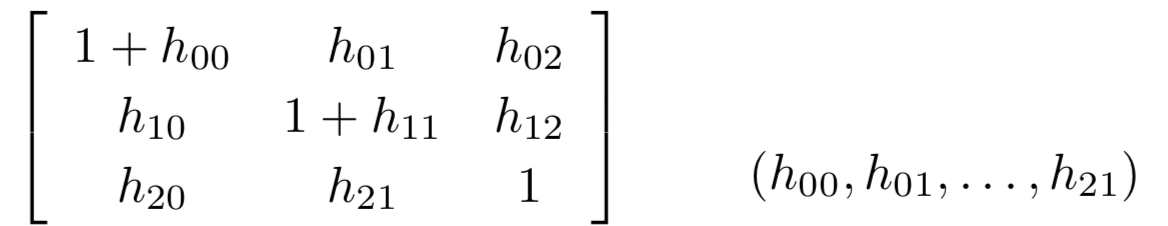 1 + h₀₀ h₀₁ h₀₂
h₁₀ 1 + h₁₁ h₁₂
h₂₀ h₂₁ 1
(h₀₀, h₀₁, . . . , h₂₁)